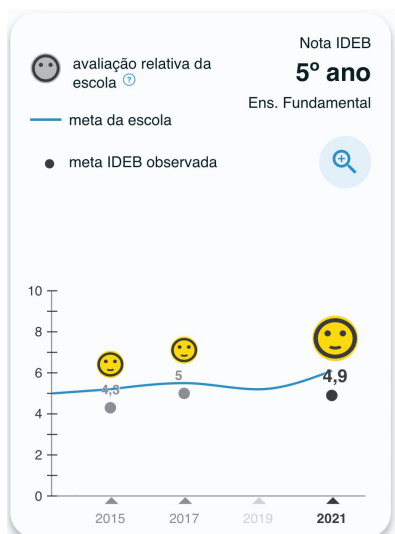 Nota IDEB
5º ano
Ens. Fundamental
avaliação relativa da
escola ?
meta da escola
meta IDEB observada
10
8
6
4
2
0
4,3
5
4,9
2015
2017
2019
2021